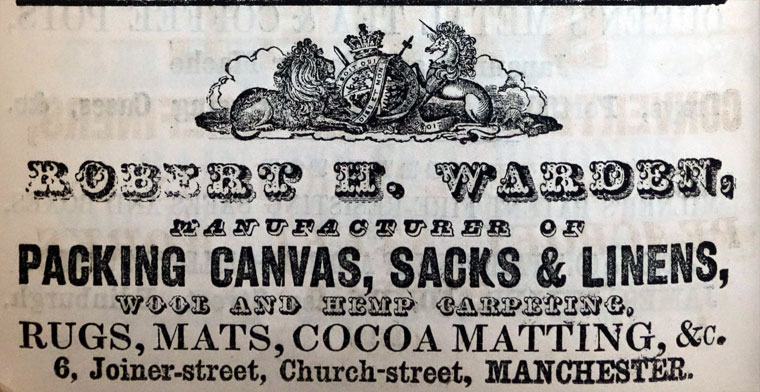 ROBERT H. WARDEN,
MANUFACTURER OF
PACKING CANVAS, SACKS & LINENS,
WOOL AND HEMP CARPETING,
RUGS, MATS, COCOA MATTING, &c.
6, Joiner-street, Church-street, MANCHESTER.